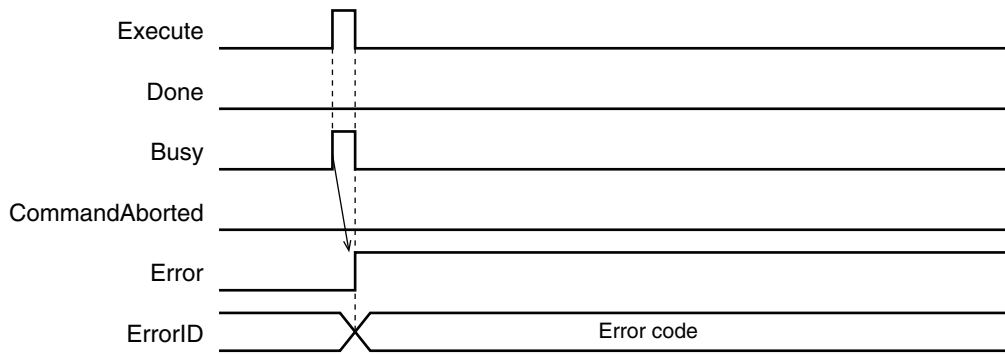 Execute
Done
Busy
CommandAborted
Error
ErrorID
Error code